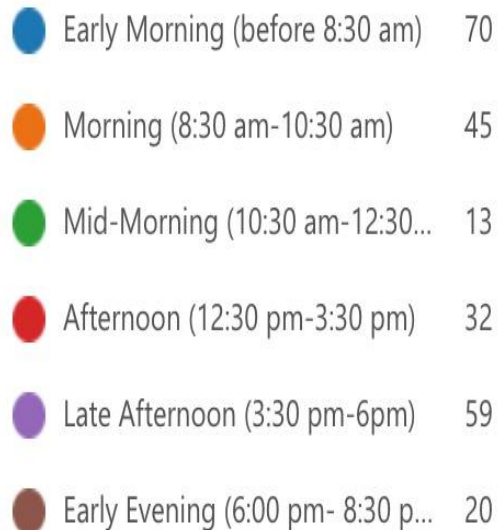 Early Morning (before 8:30 am) 70
Morning (8:30 am-10:30 am) 45
Mid-Morning (10:30 am-12:30... 13
Afternoon (12:30 pm-3:30 pm) 32
Late Afternoon (3:30 pm-6pm) 59
Early Evening (6:00 pm- 8:30 p... 20